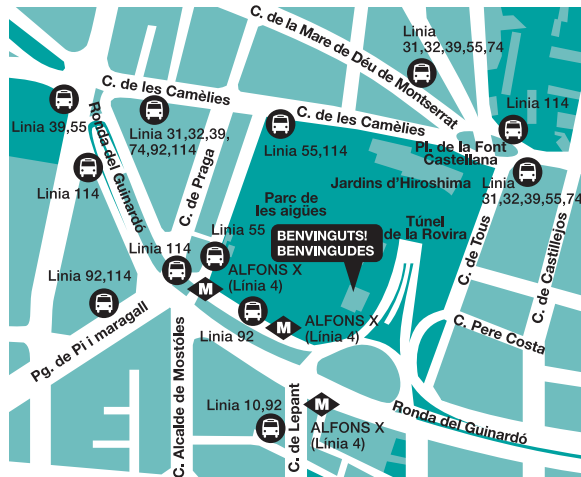 C. de la Mare de Déu de Montserrat
Linia
31,32,39,55,74
C. de les Camèlies
Linia 39,55
Ronda del Guinardó
Linia 31,32,39,
74,92,114
C. de les Camèlies
Linia 114
Linia 55,114
Pl. de la Font
Castellana
Linia 114
C. de Praga
Jardins d'Hiroshima
Linia
31,32,39,55,74
Parc de
les aigües
Túnel
de la Rovira
Linia 55
BENVINGUTS!
BENVINGUDES
C. de Tous
C. de Castillejos
Linia 114
ALFONS X
(Línia 4)
M
Linia 92,114
Linia 92
M
ALFONS X
(Línia 4)
C. Pere Costa
Pg. de Pi i maragall
C. Alcalde de Mostóles
Linia 10,92
M
C. de Lepant
ALFONS X
(Línia 4)
Ronda del Guinardó